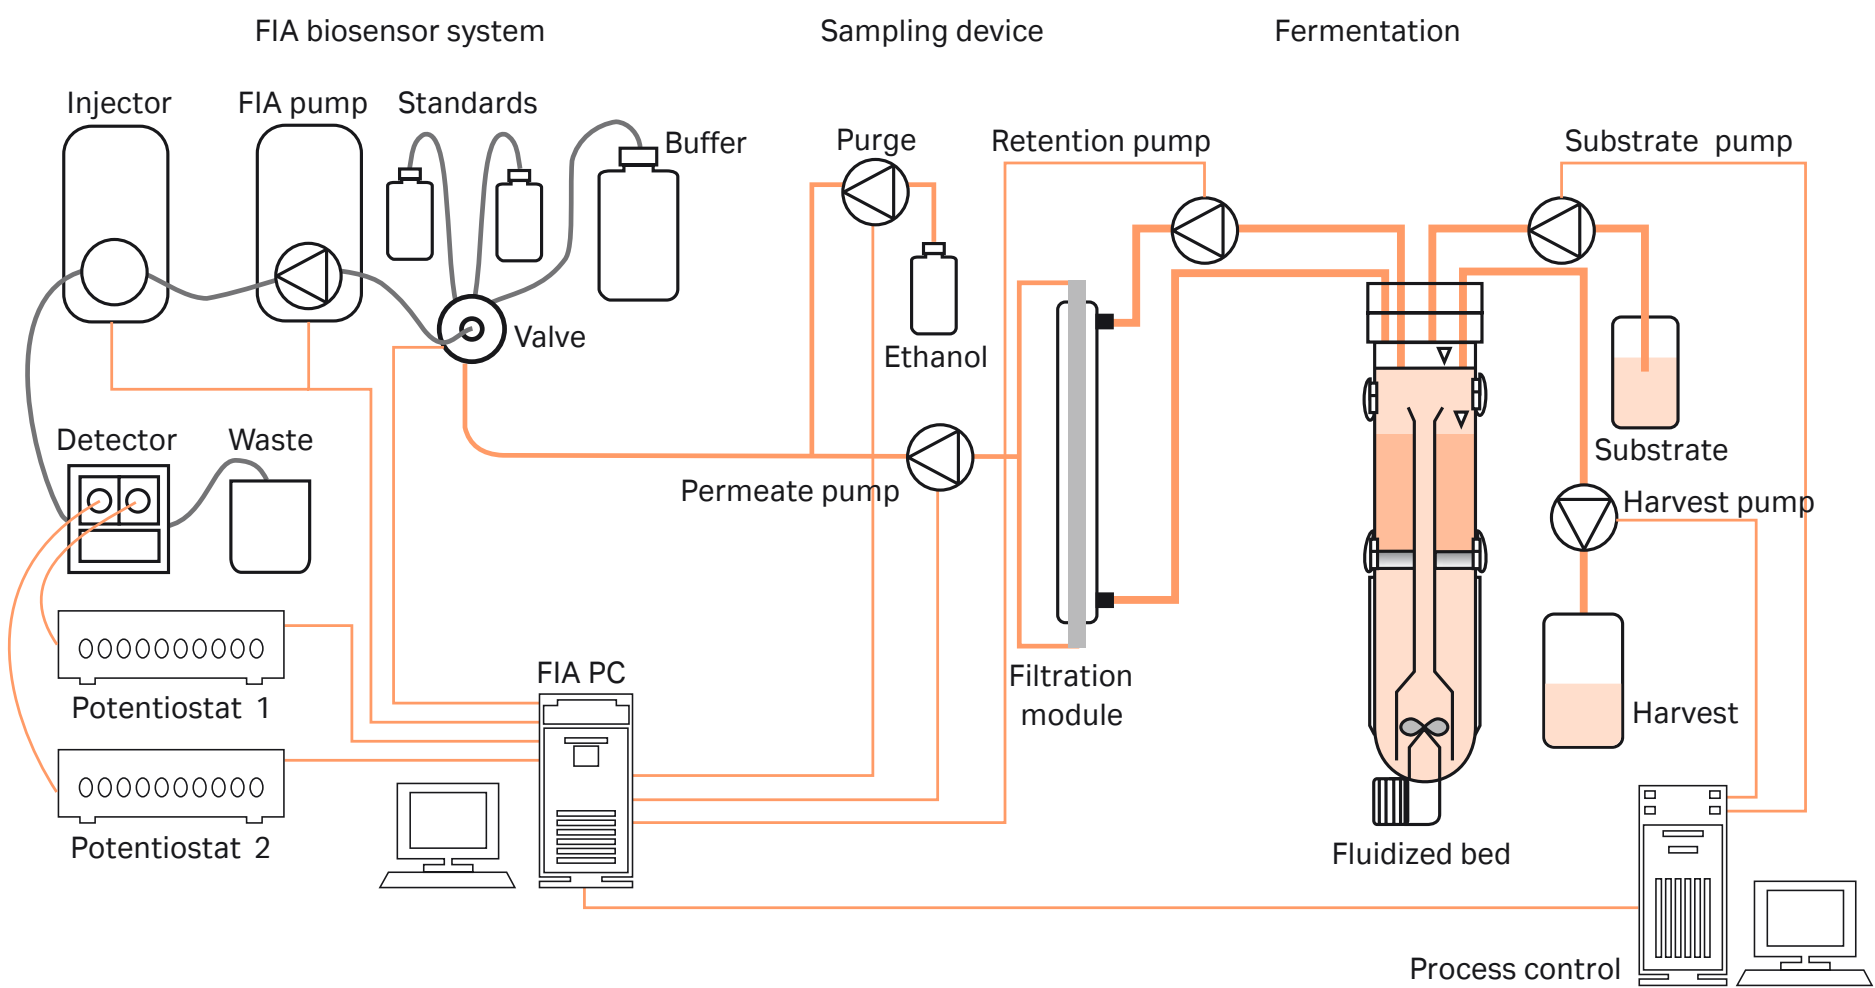 FIA biosensor system
Sampling device
Fermentation
Injector
FIA pump
Standards
Buffer
Purge
Retention pump
Substrate pump
Valve
Ethanol
Detector
Waste
Permeate pump
Substrate
Harvest pump
FIA PC
Filtration
module
Potentiostat 1
Harvest
Potentiostat 2
Fluidized bed
Process control